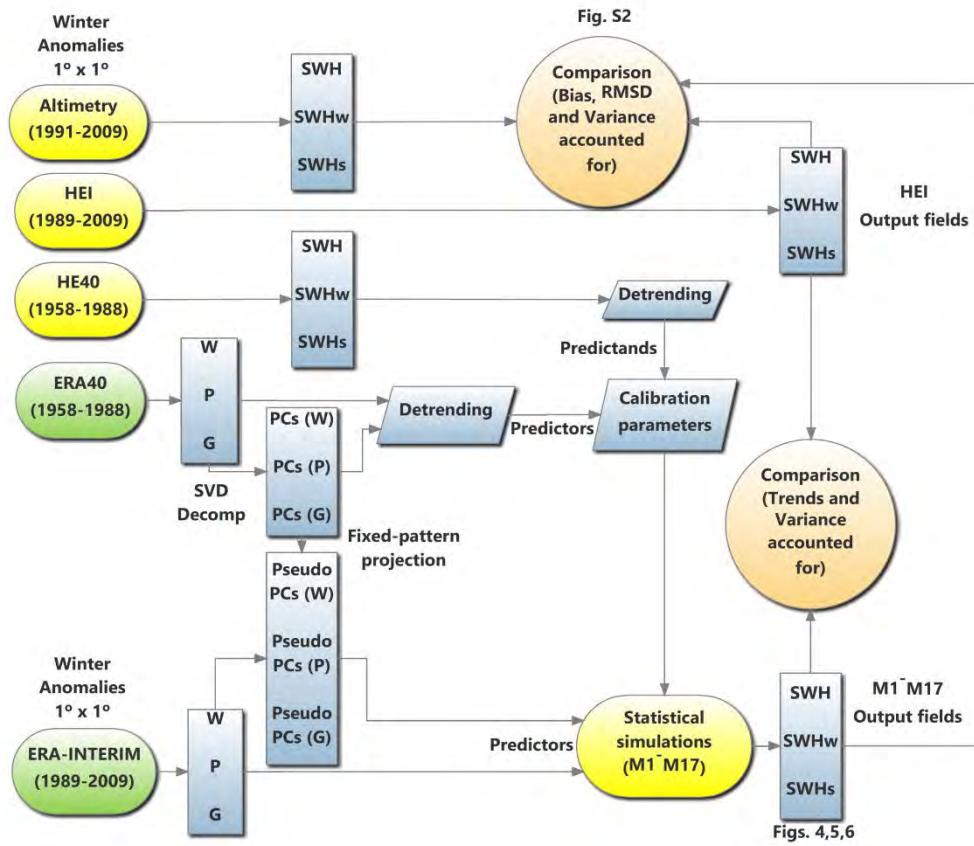 Winter
Anomalies
1º x 1º
Altimetry
(1991-2009)
SWH
SWHw
SWHs
Fig. S2
Comparison
(Bias, RMSD
and Variance
accounted
for)
HEI
(1989-2009)
SWH
SWHw
SWHs
HEI
Output fields
HE40
(1958-1988)
SWH
SWHw
SWHs
Detrending
Predictands
ERA40
(1958-1988)
W
P
G
SVD
Decomp
PCs (W)
PCs (P)
PCs (G)
Detrending
Predictors
Calibration
parameters
Fixed-pattern
projection
Pseudo
PCs (W)
Pseudo
PCs (P)
Pseudo
PCs (G)
Comparison
(Trends and
Variance
accounted
for)
Winter
Anomalies
1º x 1º
ERA-INTERIM
(1989-2009)
W
P
G
Predictors
Statistical
simulations
(M1-M17)
SWH
SWHw
SWHs
M1-M17
Output fields
Figs. 4,5,6